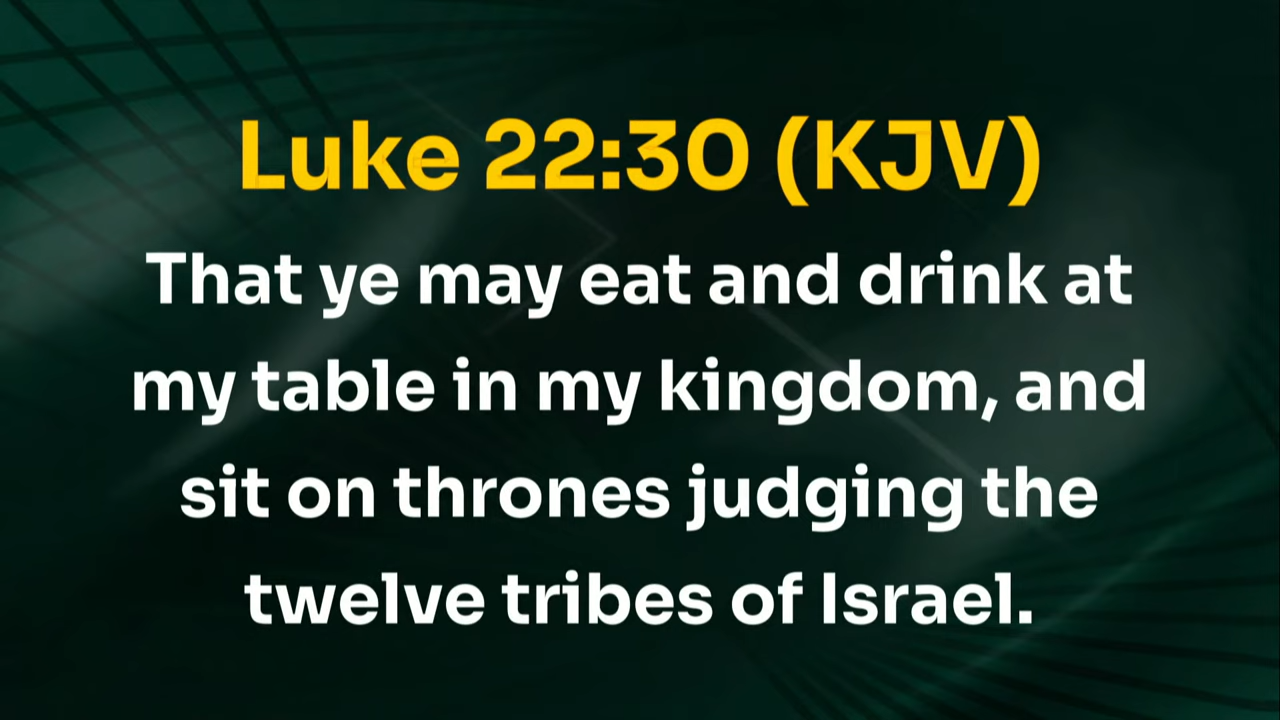 Luke 22:30 (KJV)
That ye may eat and drink at
my table in my kingdom, and
sit on thrones judging the
twelve tribes of Israel.